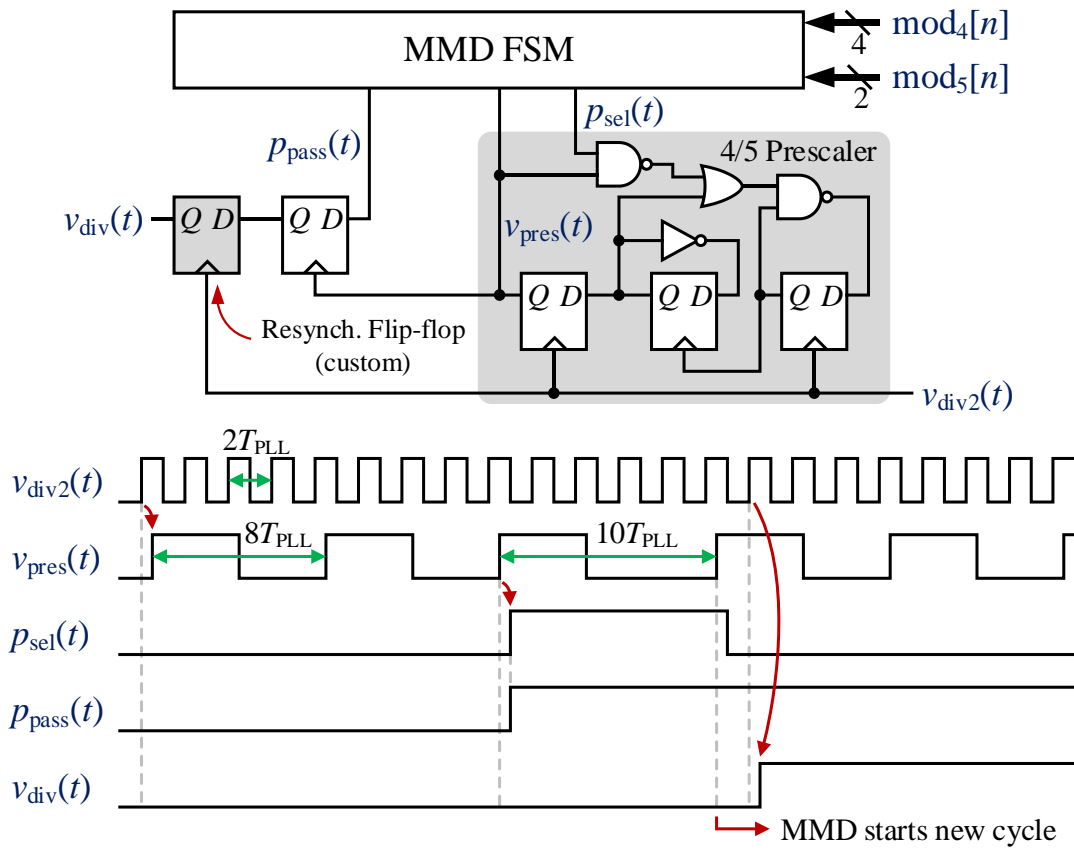 MMD FSM
mod4[n]
4
mod5[n]
2
psel(t)
ppass(t)
4/5 Prescaler
vdiv(t)
Q D
Q D
vpres(t)
Q D
Q D
Q D
Resynch. Flip-flop
(custom)
vdiv2(t)
2TPLL
vdiv2(t)
8TPLL
10TPLL
vpres(t)
psel(t)
ppass(t)
vdiv(t)
MMD starts new cycle